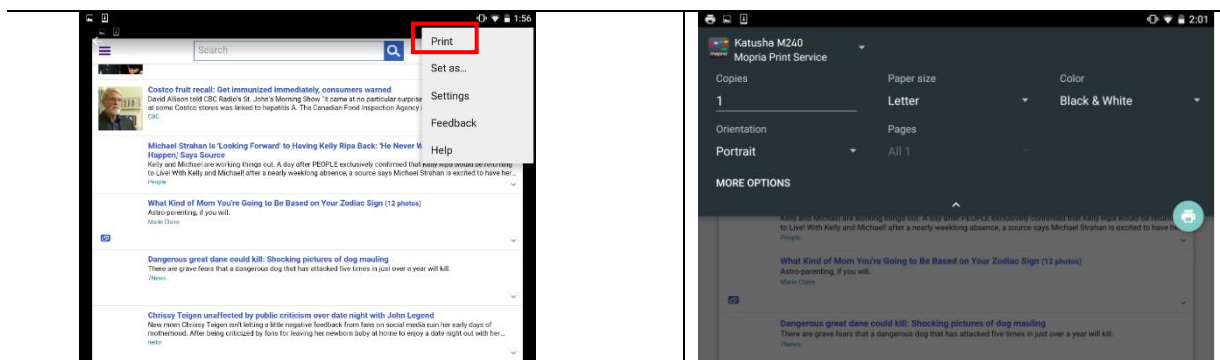 1:56
Search
Print
Set as...
Settings
Feedback
Help
Costco fruit recall: Get immunized immediately, consumers warned
David Allison told CBC Radio's St. John's Morning Show "it came at no particular surprise
at some Costco stores was linked to hepatitis A. The Canadian Food Inspection Agency
CBC
Michael Strahan Is 'Looking Forward' to Having Kelly Ripa Back: 'He Never W
Happen,' Says Source
Kelly and Michael are working things out. A day after PEOPLE exclusively confirmed that Kelly Ripa would be returning
to Live! With Kelly and Michael! after a nearly weeklong absence, a source says Michael Strahan is excited to have her...
People
What Kind of Mom You're Going to Be Based on Your Zodiac Sign (12 photos)
Astro-parenting, if you will.
Marie Claire
Dangerous great dane could kill: Shocking pictures of dog mauling
There are grave fears that a dangerous dog that has attacked five times in just over a year will kill.
7News
Chrissy Teigen unaffected by public criticism over date night with John Legend
New mom Chrissy Teigen isn't letting a little negative feedback from fans on social media ruin her early days of
motherhood. After being criticized by fans for leaving her newborn baby at home to enjoy a date night out with her...
hello!
2:01
Katusha M240
mopria Mopria Print Service
Copies Paper size Color
1 Letter Black & White
Orientation Pages
Portrait All 1
MORE OPTIONS
Kelly and Michael are working things out. A day after PEOPLE exclusively confirmed that Kelly Ripa would be return
to Live! With Kelly and Michael! after a nearly weeklong absence, a source says Michael Strahan is excited to have he
People
What Kind of Mom You're Going to Be Based on Your Zodiac Sign (12 photos)
Astro-parenting, if you will.
Marie Claire
Dangerous great dane could kill: Shocking pictures of dog mauling
There are grave fears that a dangerous dog that has attacked five times in just over a year will kill.
7News